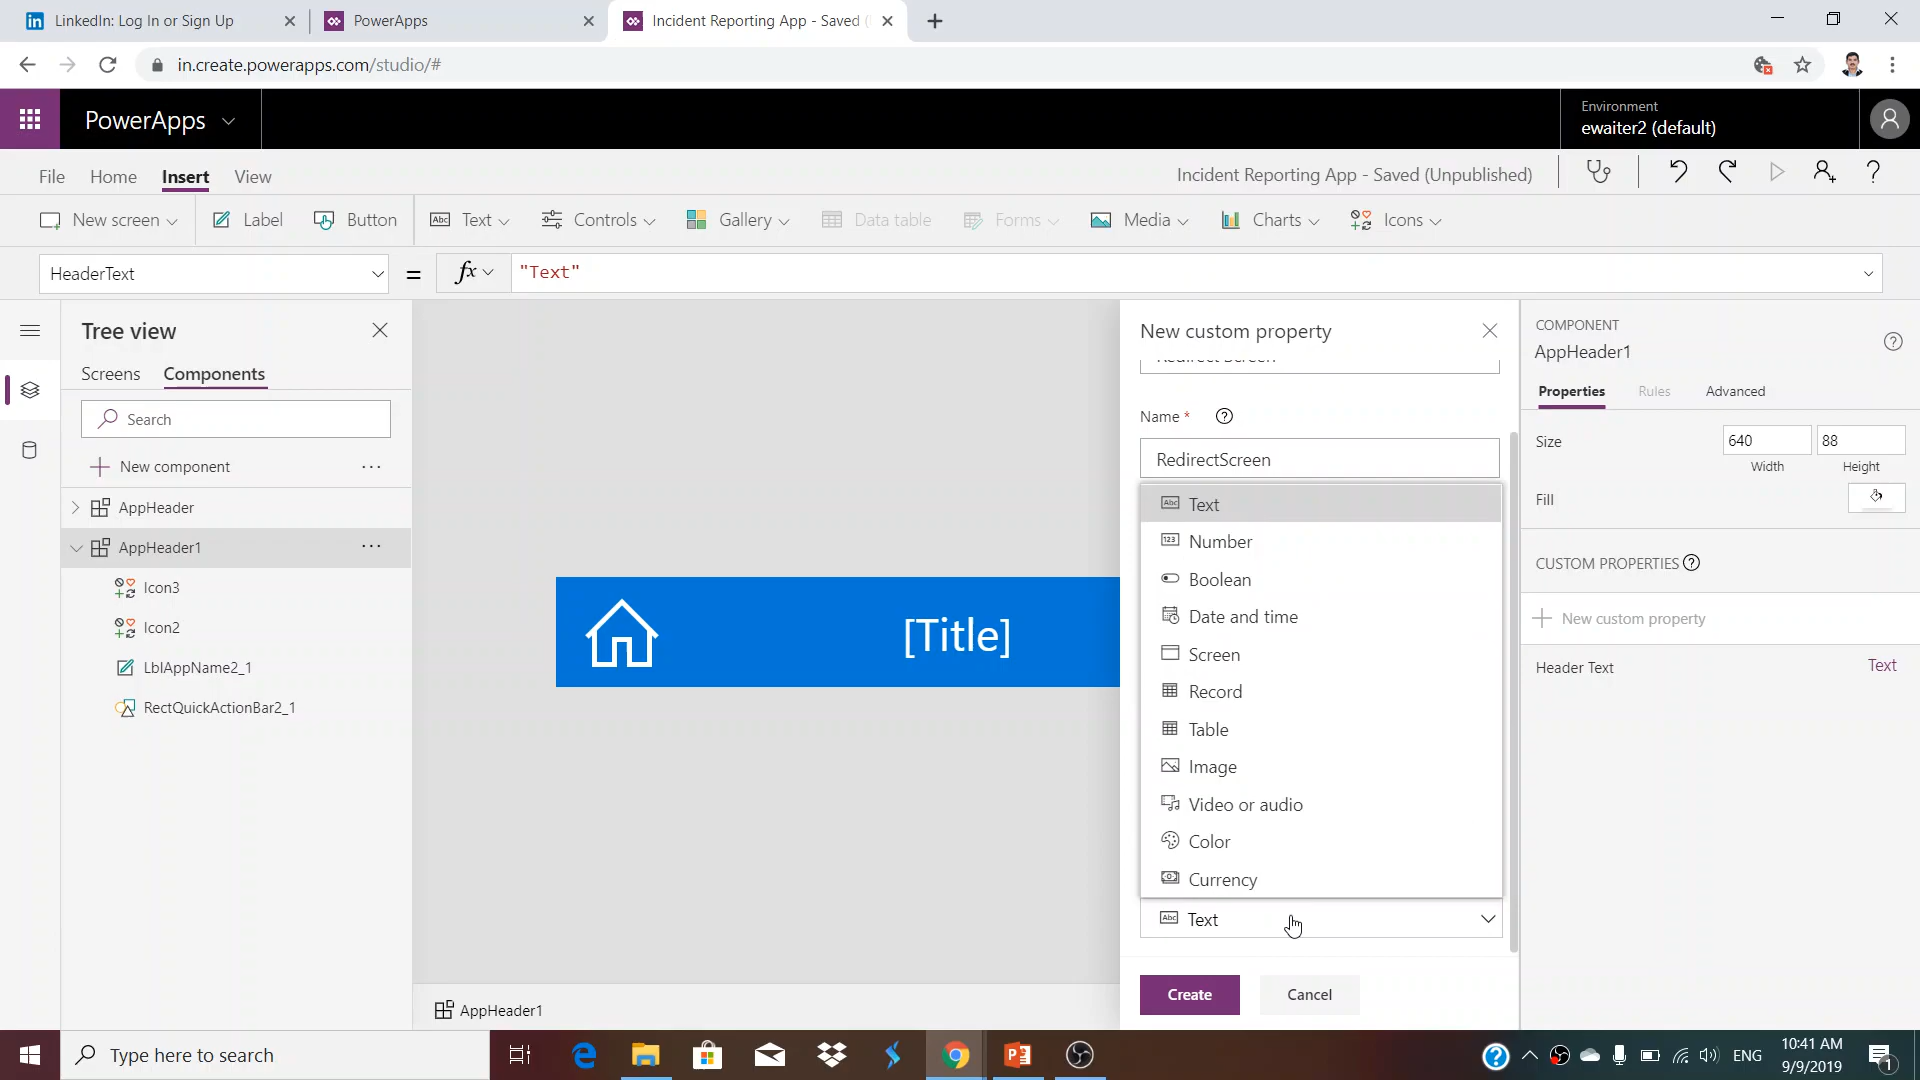 LinkedIn: Log In or Sign Up
PowerApps
Incident Reporting App - Saved (
in.create.powerapps.com/studio/#
PowerApps
Environment
ewaiter2 (default)
File
Home
Insert
View
Incident Reporting App - Saved (Unpublished)
New screen
Label
Button
Text
Controls
Gallery
Data table
Forms
Media
Charts
Icons
HeaderText
=
fx
"Text"
Tree view
Screens
Components
Search
New component
AppHeader
AppHeader1
Icon3
Icon2
LblAppName2_1
RectQuickActionBar2_1
[Title]
AppHeader1
New custom property
Redirect Screen
Name *
RedirectScreen
Text
Number
Boolean
Date and time
Screen
Record
Table
Image
Video or audio
Color
Currency
Text
Create
Cancel
COMPONENT
AppHeader1
Properties
Rules
Advanced
Size
640
88
Width
Height
Fill
CUSTOM PROPERTIES
New custom property
Header Text
Text
Type here to search
ENG
10:41 AM
9/9/2019
1